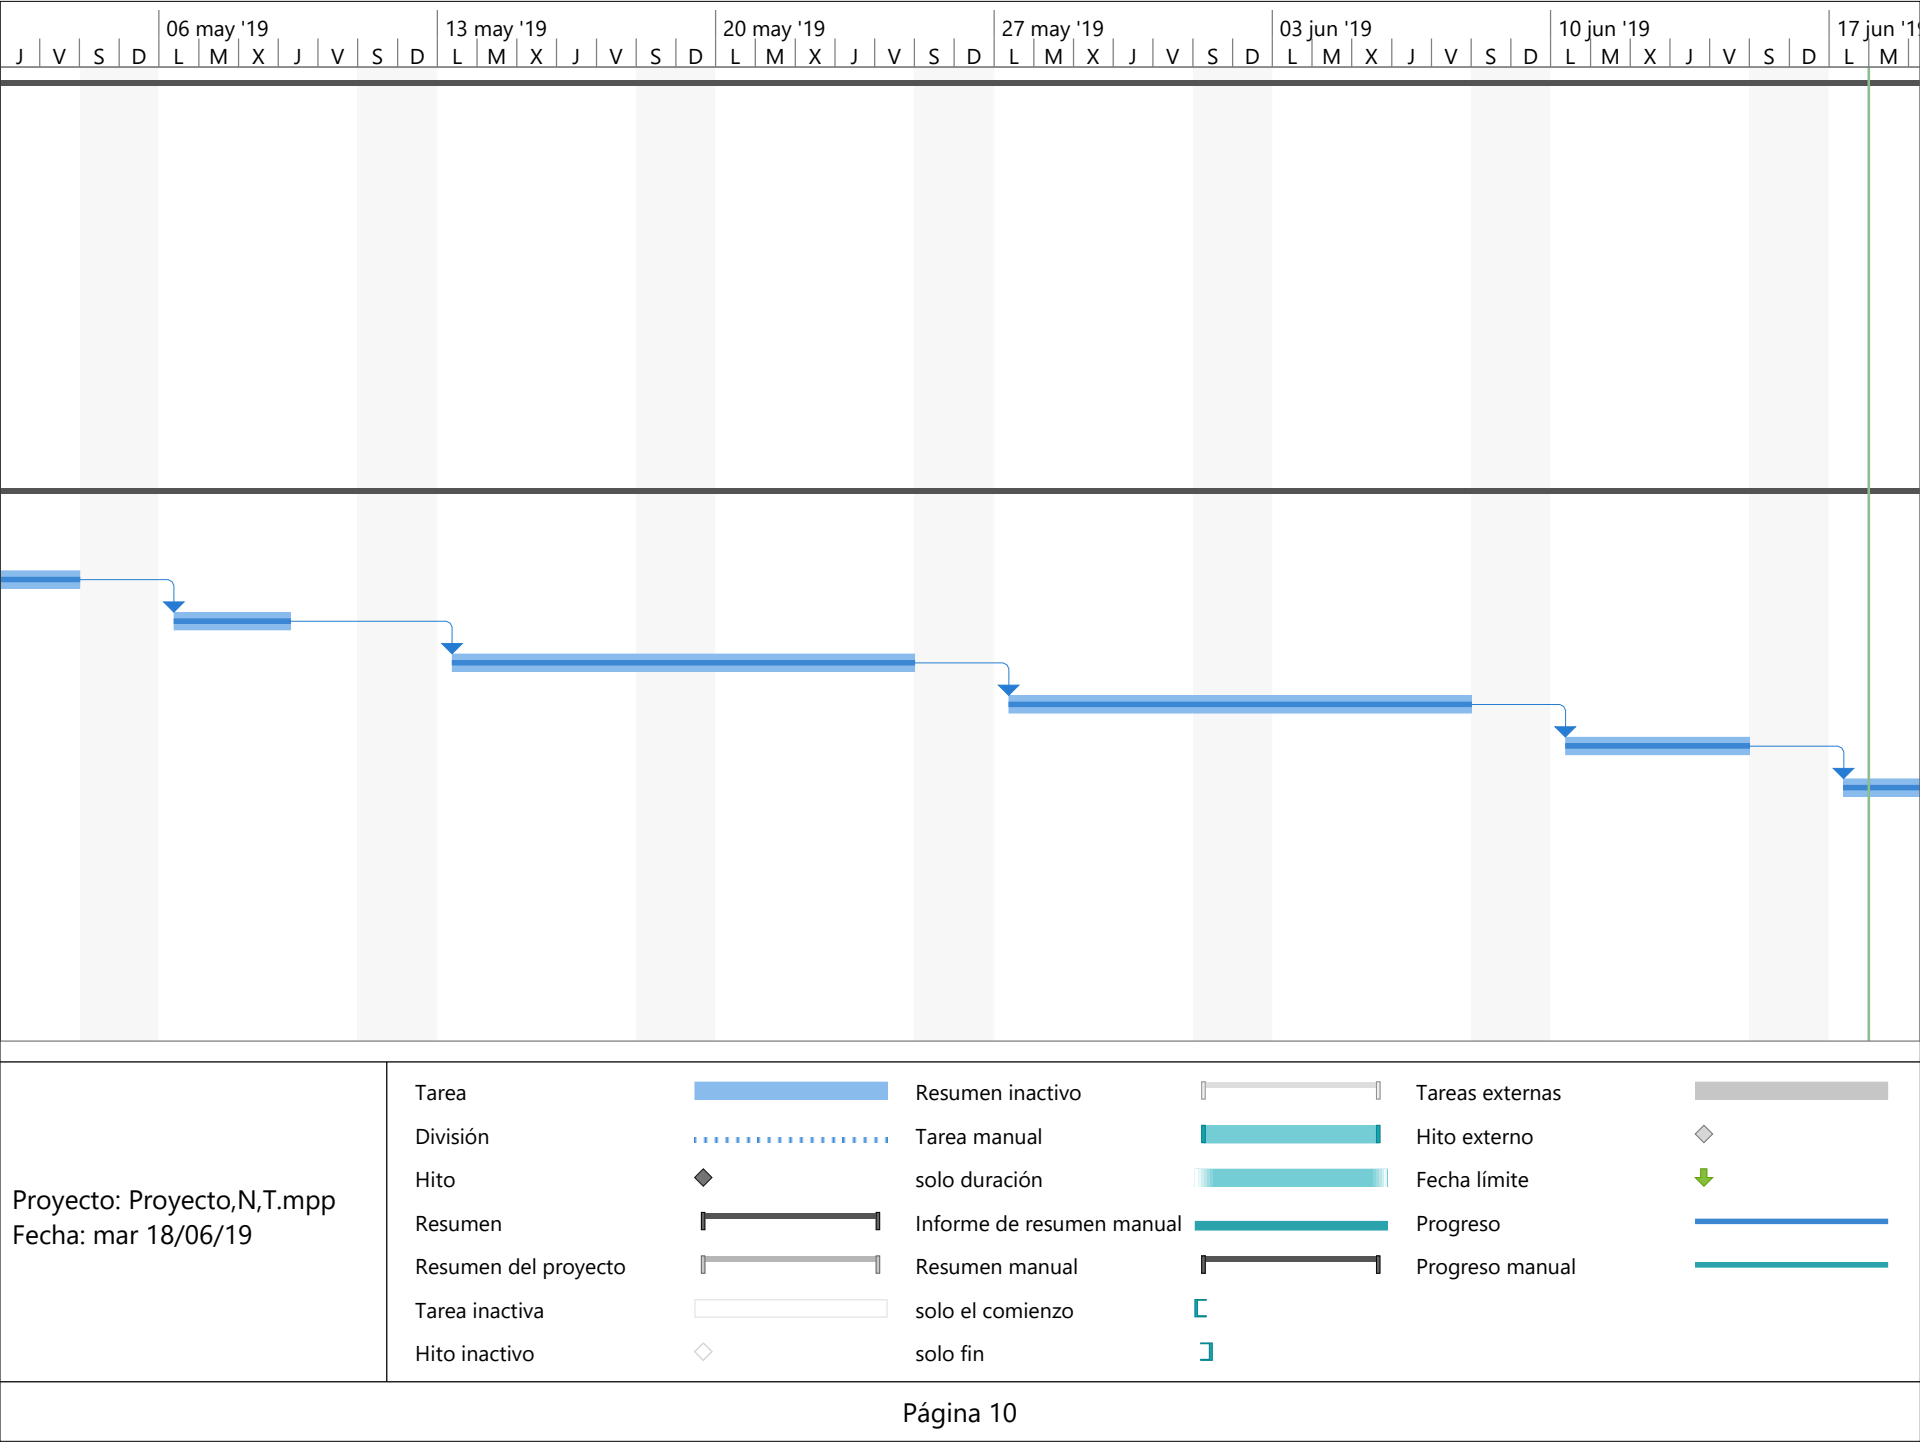 06 may '19 13 may '19 20 may '19 27 may '19 03 jun '19 10 jun '19 17 jun '19
J V S D L M X J V S D L M X J V S D L M X J V S D L M X J V S D L M X J V S D L M X J V S D L M
Tarea
División
Hito
Resumen
Resumen del proyecto
Tarea inactiva
Hito inactivo
Resumen inactivo
Tarea manual
solo duración
Informe de resumen manual
Resumen manual
solo el comienzo
solo fin
Tareas externas
Hito externo
Fecha límite
Progreso
Progreso manual
Proyecto: Proyecto,N,T.mpp
Fecha: mar 18/06/19
Página 10